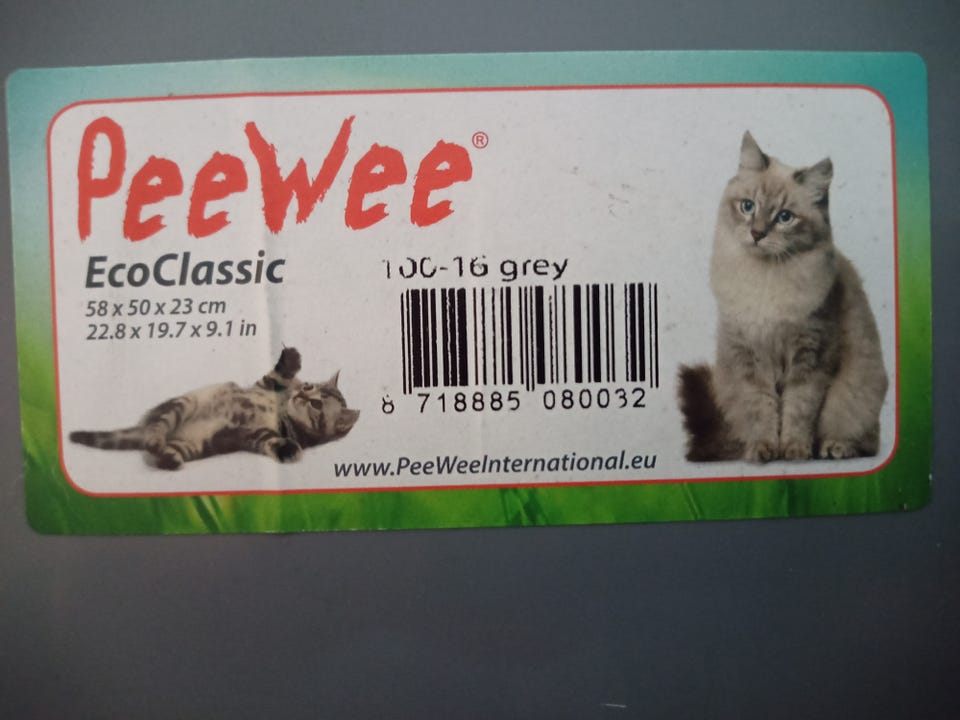 PeeWee®
EcoClassic
58 x 50 x 23 cm
22.8 x 19.7 x 9.1 in
100-16 grey
8 718885 080032
www.PeeWeeInternational.eu